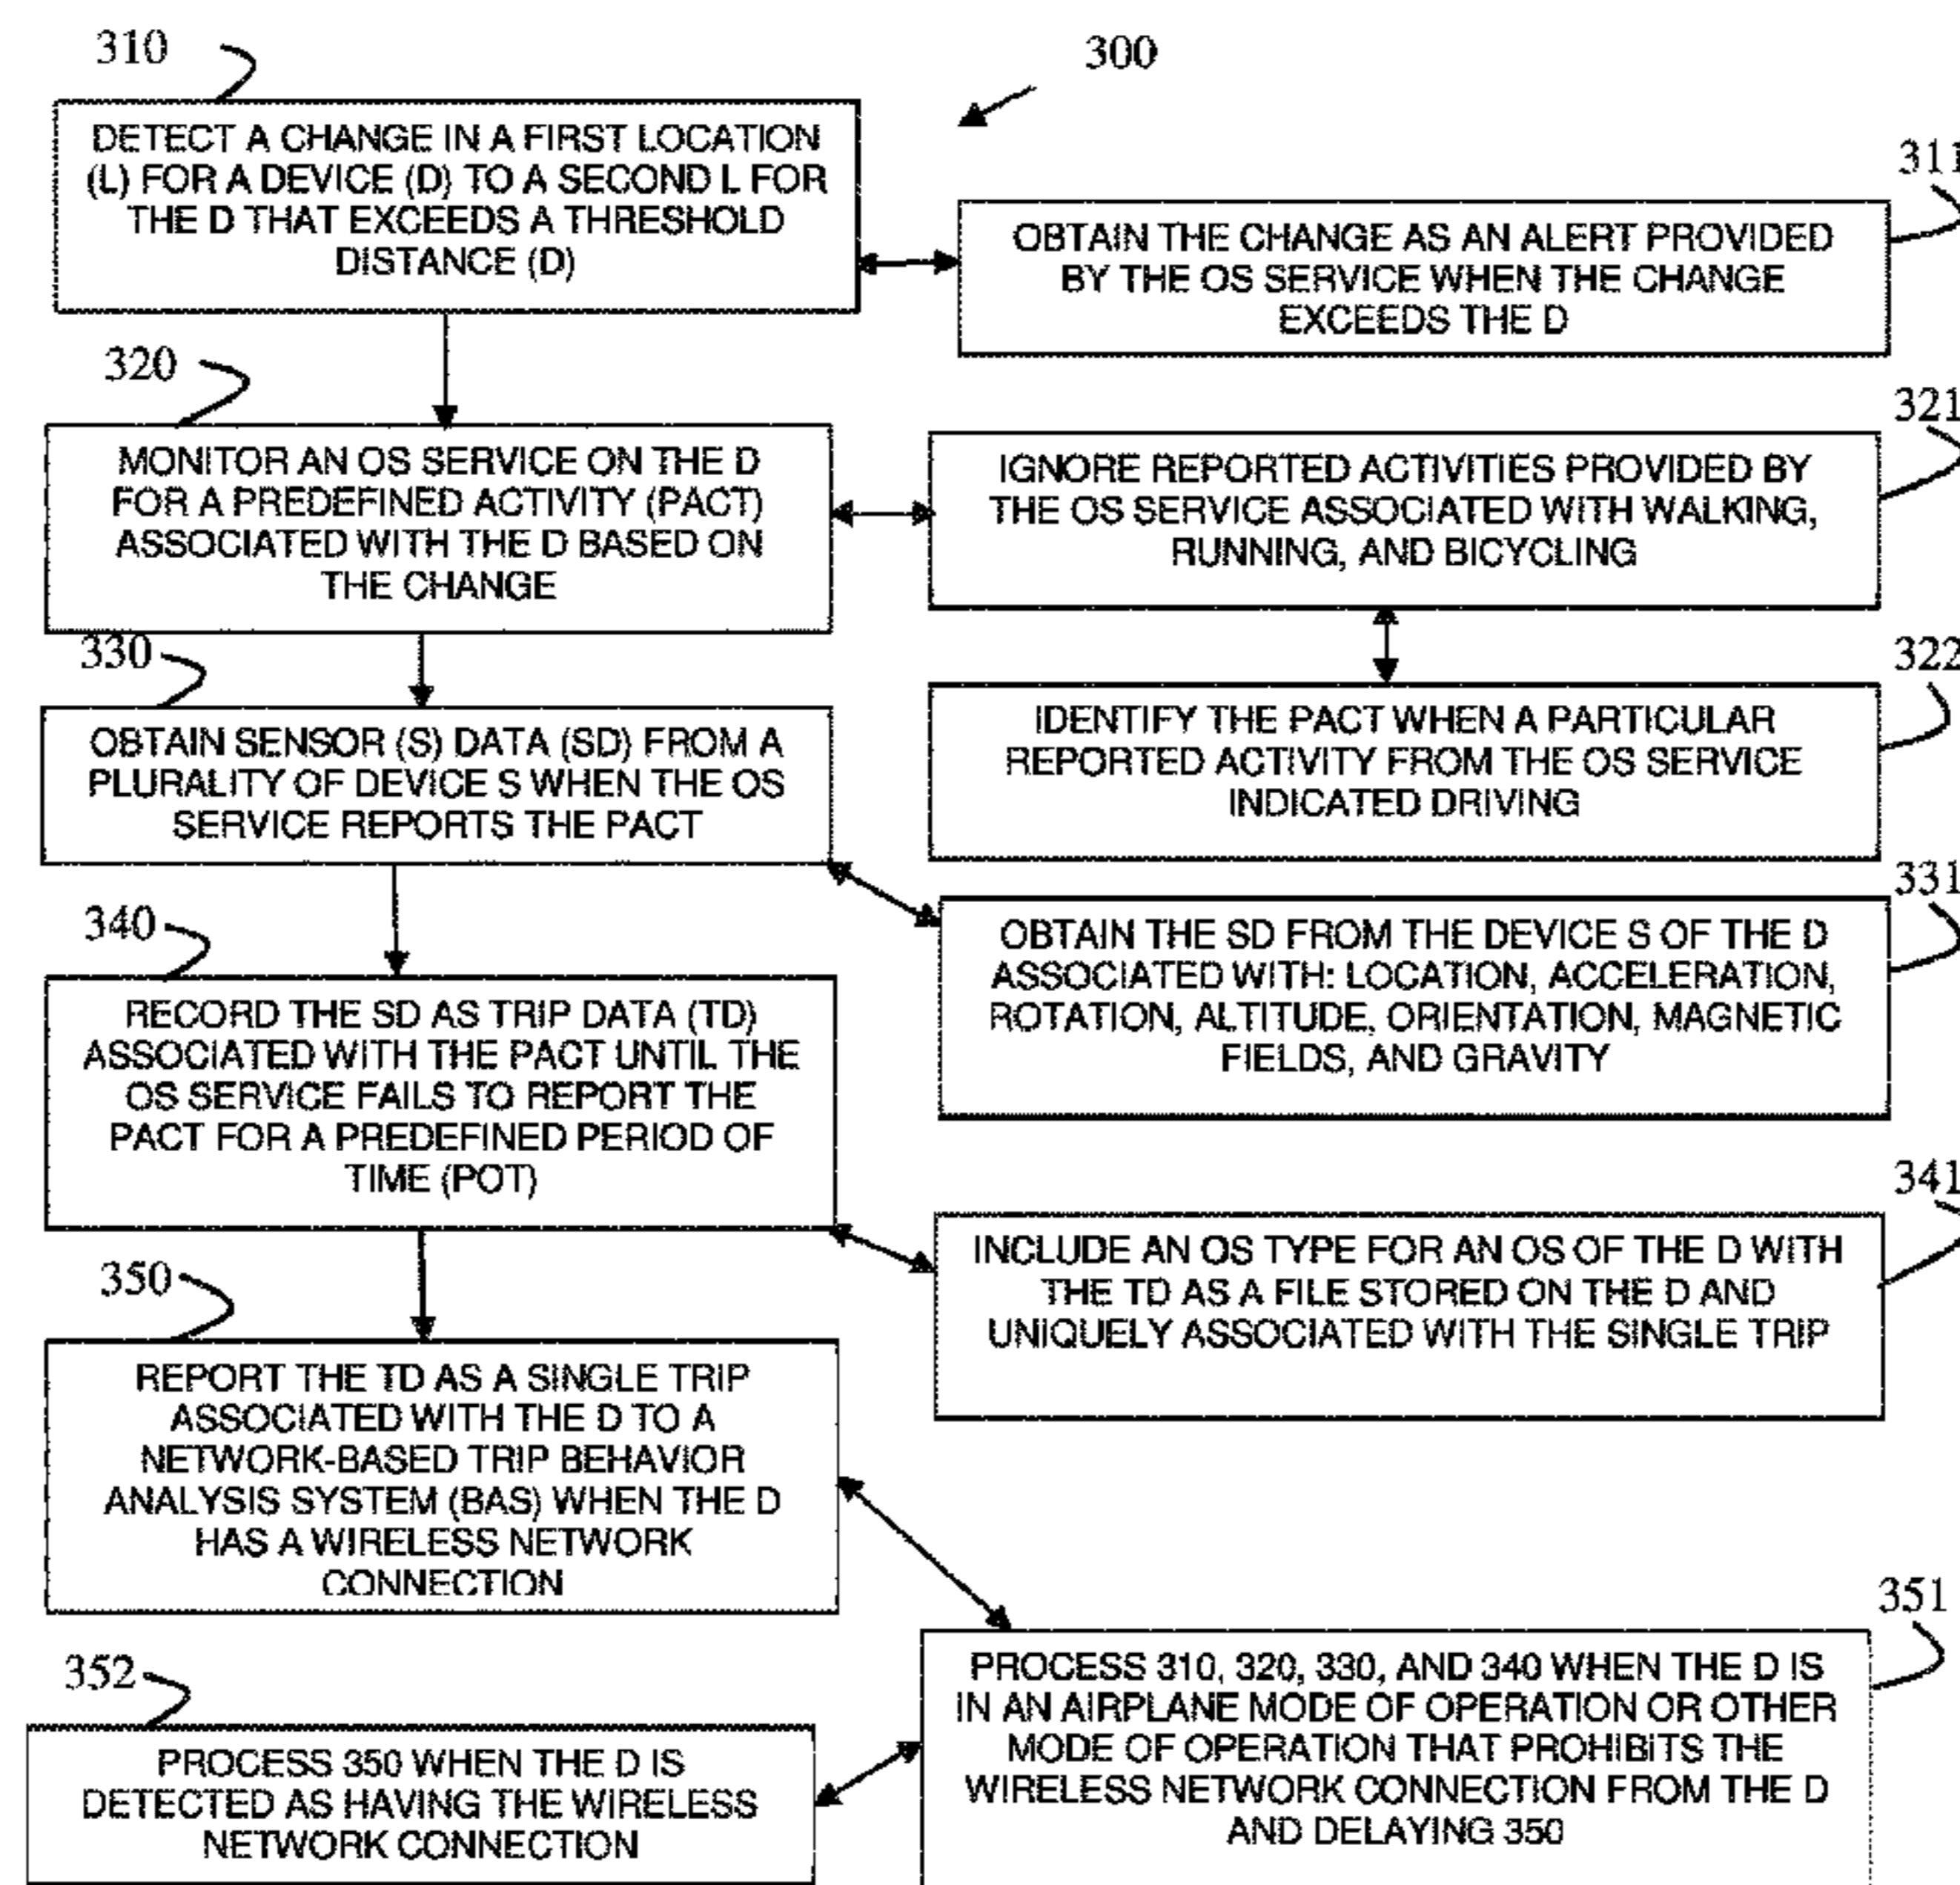 310
300
DETECT A CHANGE IN A FIRST LOCATION
(L) FOR A DEVICE (D) TO A SECOND L FOR
THE D THAT EXCEEDS A THRESHOLD
DISTANCE (D)
311
OBTAIN THE CHANGE AS AN ALERT PROVIDED
BY THE OS SERVICE WHEN THE CHANGE
EXCEEDS THE D
320
MONITOR AN OS SERVICE ON THE D
FOR A PREDEFINED ACTIVITY (PACT)
ASSOCIATED WITH THE D BASED ON
THE CHANGE
321
IGNORE REPORTED ACTIVITIES PROVIDED BY
THE OS SERVICE ASSOCIATED WITH WALKING,
RUNNING, AND BICYCLING
322
IDENTIFY THE PACT WHEN A PARTICULAR
REPORTED ACTIVITY FROM THE OS SERVICE
INDICATED DRIVING
330
OBTAIN SENSOR (S) DATA (SD) FROM A
PLURALITY OF DEVICE S WHEN THE OS
SERVICE REPORTS THE PACT
331
OBTAIN THE SD FROM THE DEVICE S OF THE D
ASSOCIATED WITH: LOCATION, ACCELERATION,
ROTATION, ALTITUDE, ORIENTATION, MAGNETIC
FIELDS, AND GRAVITY
340
RECORD THE SD AS TRIP DATA (TD)
ASSOCIATED WITH THE PACT UNTIL THE
OS SERVICE FAILS TO REPORT THE
PACT FOR A PREDEFINED PERIOD OF
TIME (POT)
341
INCLUDE AN OS TYPE FOR AN OS OF THE D WITH
THE TD AS A FILE STORED ON THE D AND
UNIQUELY ASSOCIATED WITH THE SINGLE TRIP
350
REPORT THE TD AS A SINGLE TRIP
ASSOCIATED WITH THE D TO A
NETWORK-BASED TRIP BEHAVIOR
ANALYSIS SYSTEM (BAS) WHEN THE D
HAS A WIRELESS NETWORK
CONNECTION
351
PROCESS 310, 320, 330, AND 340 WHEN THE D IS
IN AN AIRPLANE MODE OF OPERATION OR OTHER
MODE OF OPERATION THAT PROHIBITS THE
WIRELESS NETWORK CONNECTION FROM THE D
AND DELAYING 350
352
PROCESS 350 WHEN THE D IS
DETECTED AS HAVING THE WIRELESS
NETWORK CONNECTION